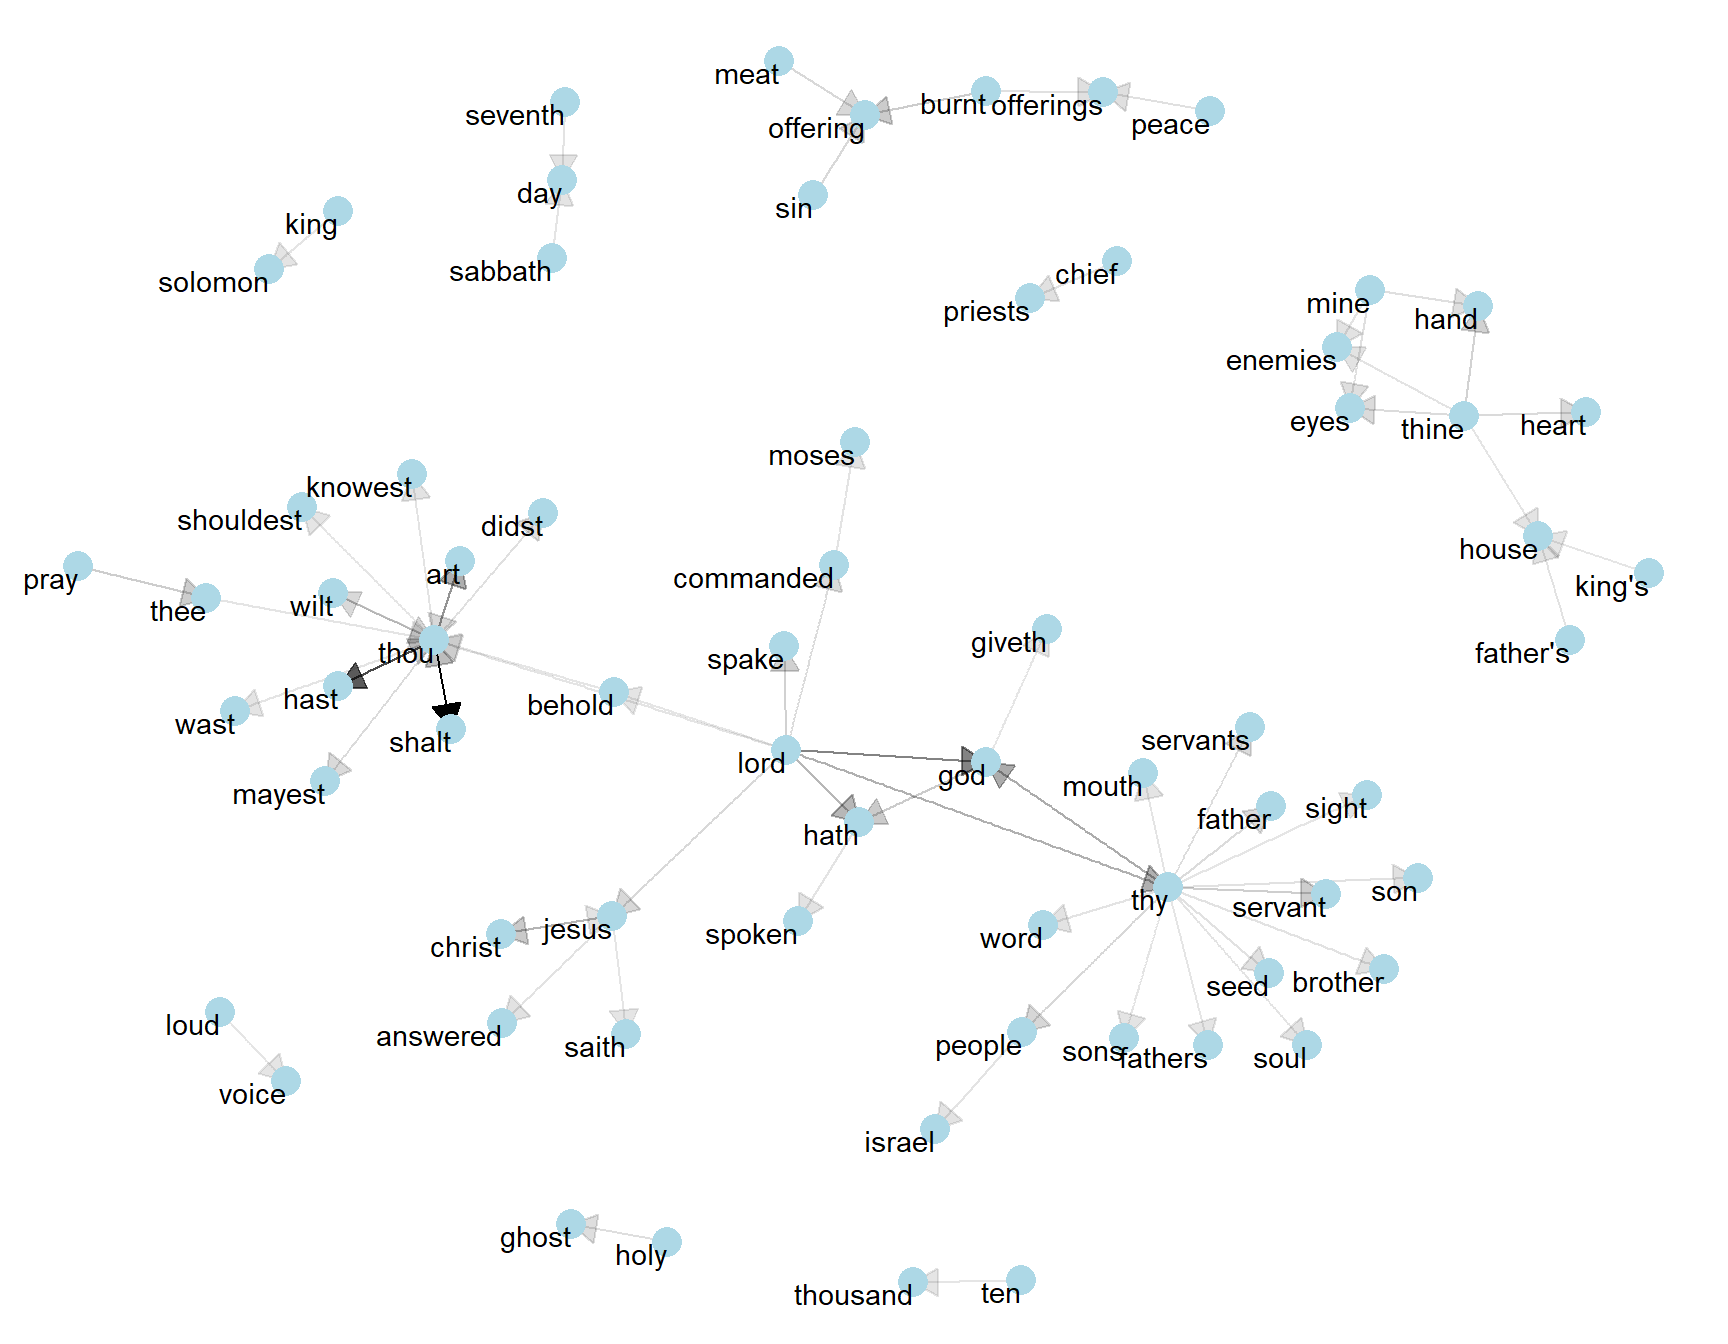 meat
seventh
burnt
offerings
offering
peace
day
sin
king
sabbath
solomon
chief
priests
mine
hand
enemies
eyes
thine
heart
moses
knowest
shouldest
didst
house
art
pray
commanded
king's
wilt
thee
giveth
thou
spake
father's
hast
behold
wast
shalt
servants
lord
god
mouth
mayest
sight
father
hath
son
thy
servant
jesus
spoken
word
christ
brother
seed
loud
answered
saith
people
sons
fathers
soul
voice
israel
ghost
holy
thousand
ten